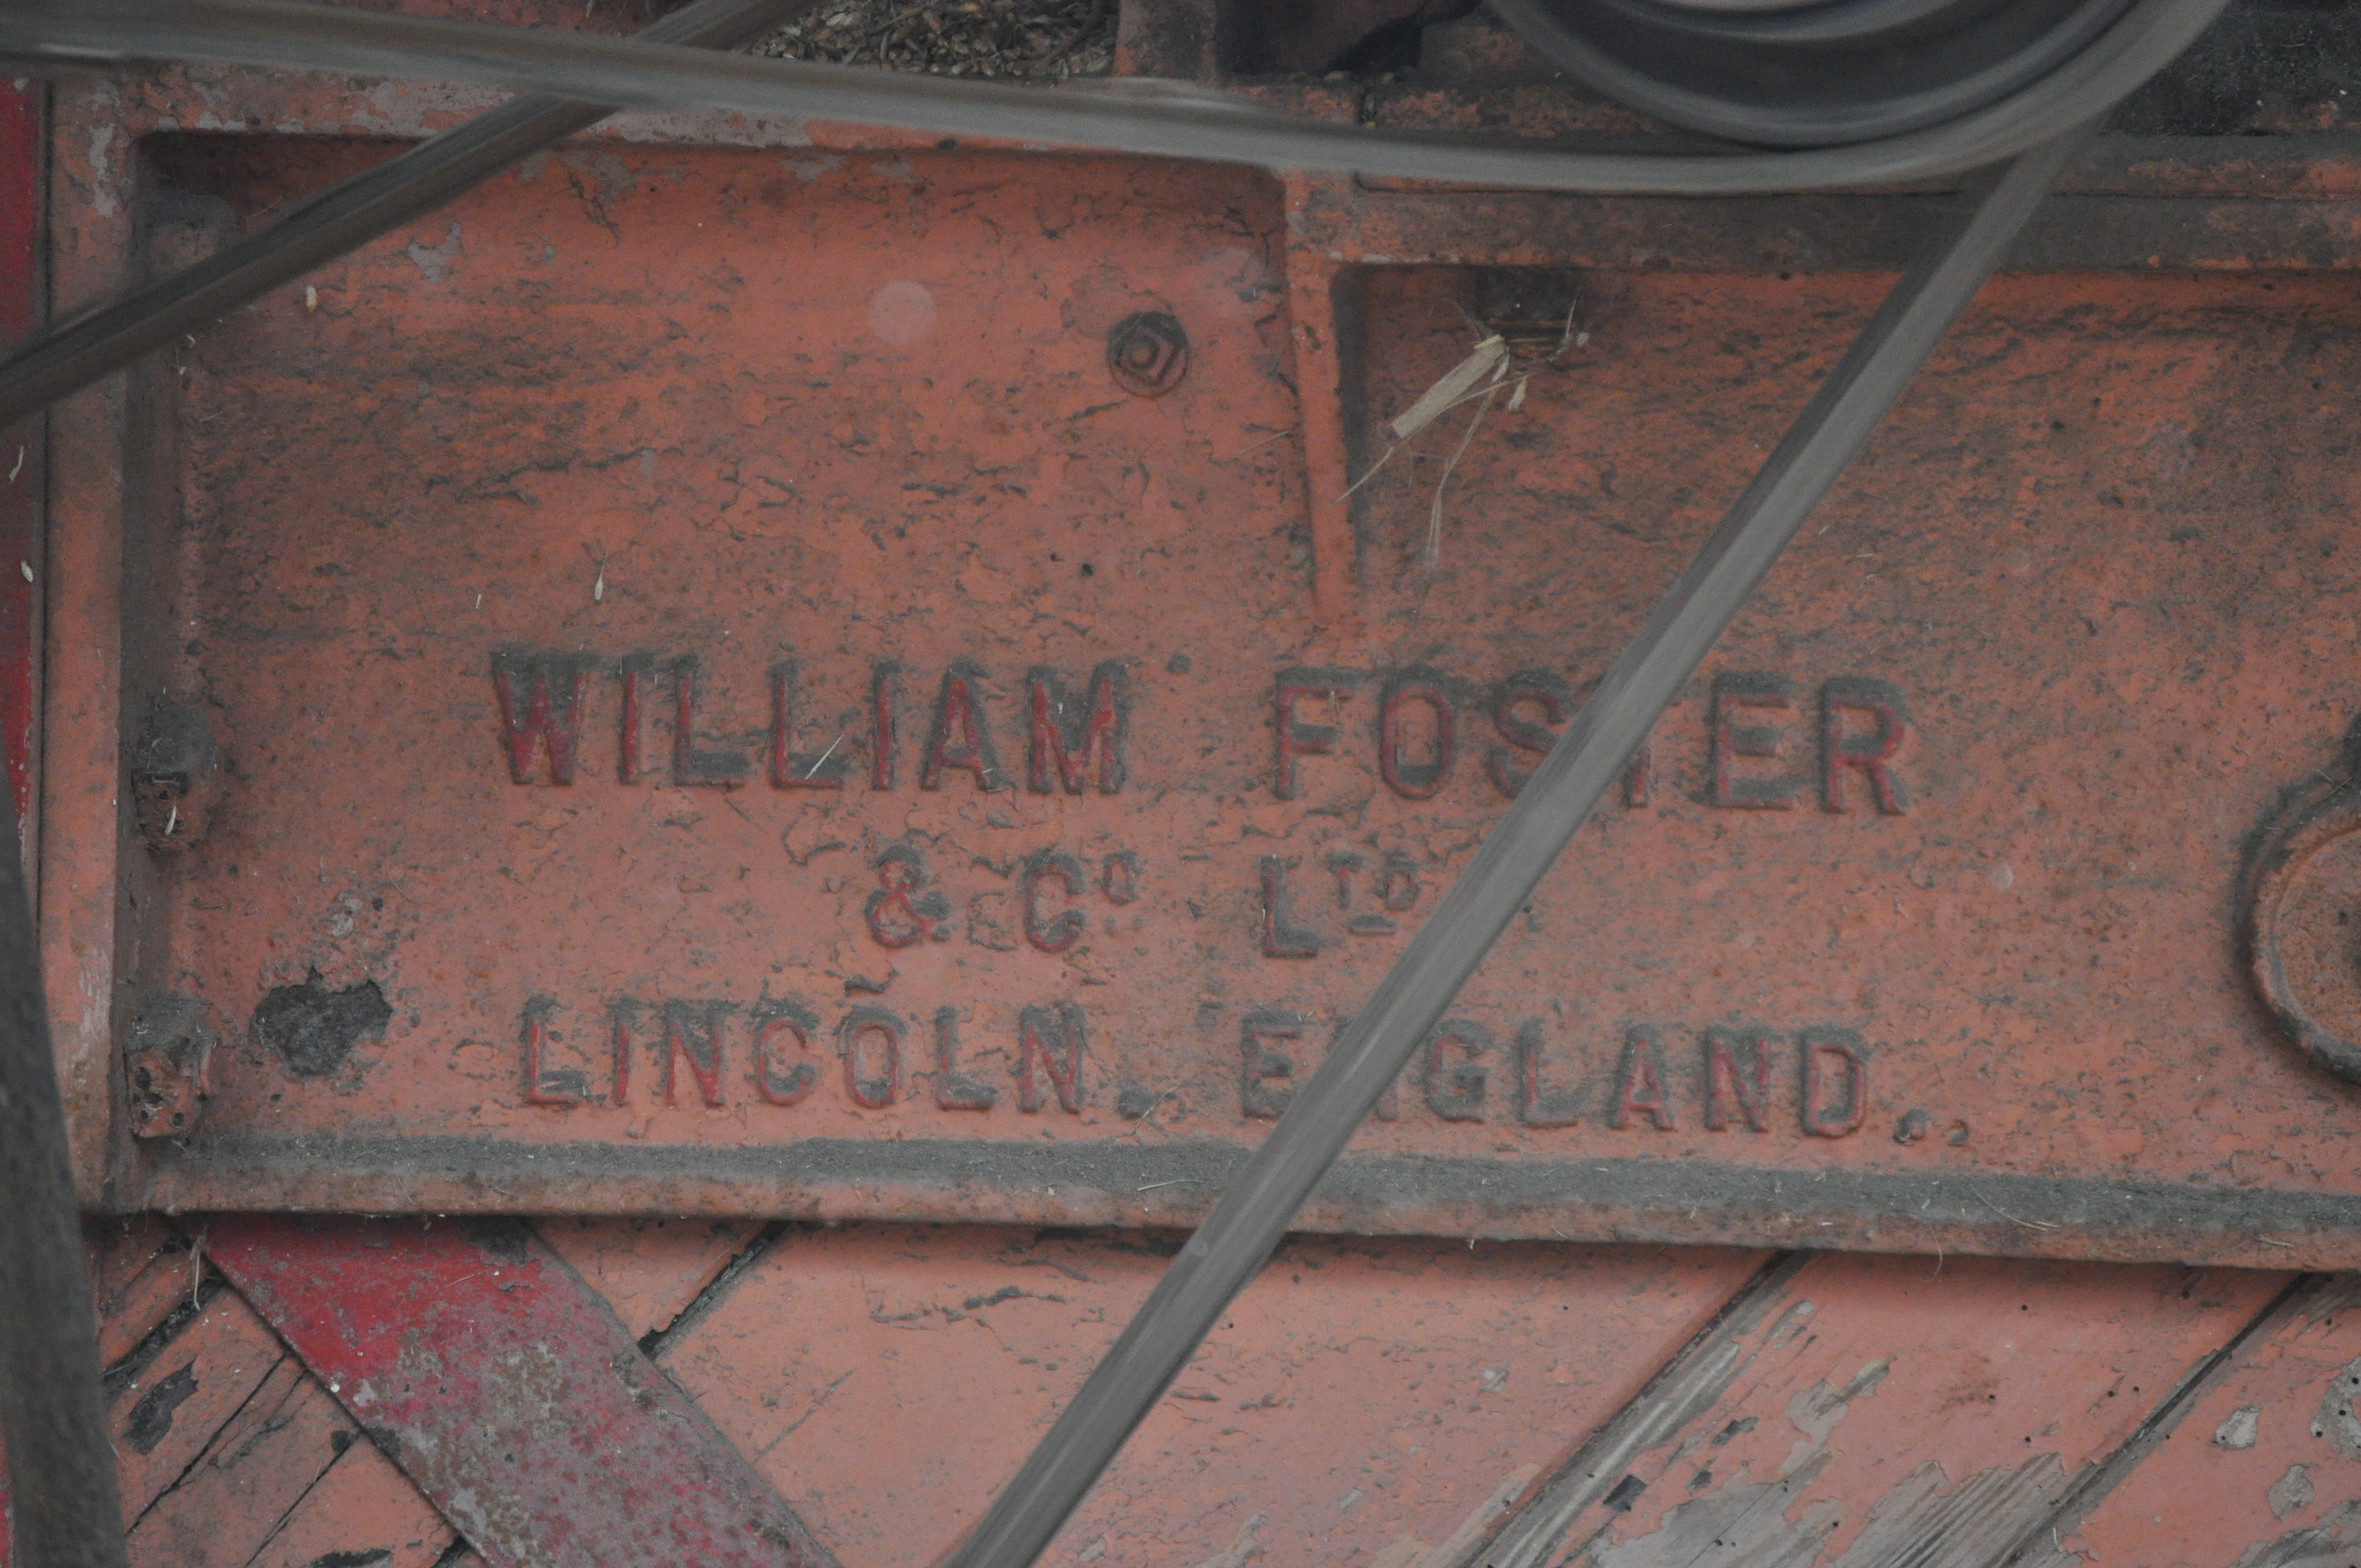 WILLIAM FOSTER
& Co LTD
LINCOLN. ENGLAND.